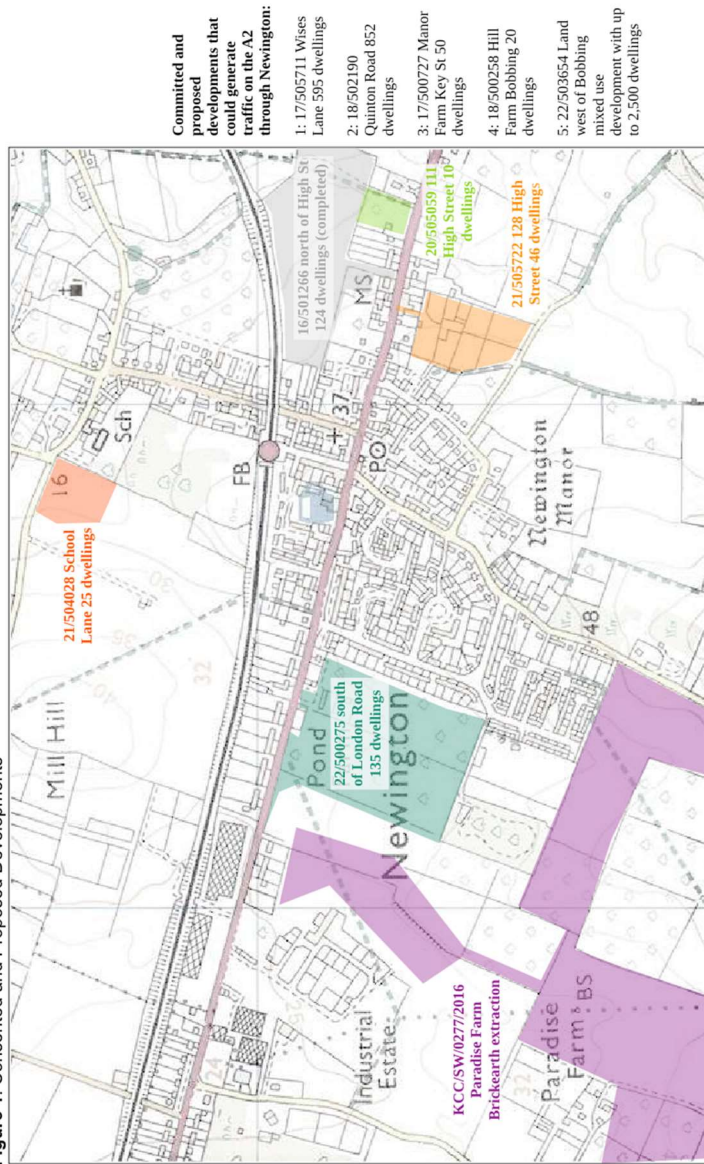 Committed and
proposed
developments that
could generate
traffic on the A2
through Newington:
1: 17/505711 Wises
Lane 595 dwellings
2: 18/502190
Quinton Road 852
dwellings
3: 17/500727 Manor
Farm Key St 50
dwellings
4: 18/500258 Hill
Farm Bobbing 20
dwellings
5: 22/503654 Land
west of Bobbing
mixed use
development with up
to 2,500 dwellings
16/501266 north of High St
124 dwellings (completed)
20/505059 111
High Street 10
dwellings
21/505722 128 High
Street 46 dwellings
MS
37
PO
FB
Sch
16
21/504028 School
Lane 25 dwellings
Newington
Manor
48
30
35
40
32
Mill Hill
Pond
22/500275 south
of London Road
135 dwellings
Newington
KCC/SW/0277/2016
Paradise Farm
Brickearth extraction
Industrial
Estate
25
24
32
Paradise
Farm
BS